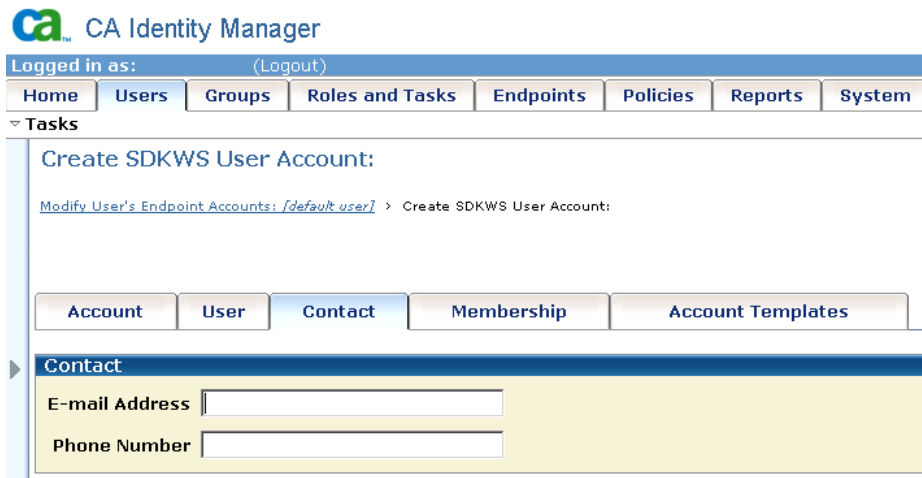 ca™ CA Identity Manager
Logged in as: (Logout)
Home Users Groups Roles and Tasks Endpoints Policies Reports System
Tasks
Create SDKWS User Account:
Modify User's Endpoint Accounts: [default user] > Create SDKWS User Account:
Account User Contact Membership Account Templates
Contact
E-mail Address
Phone Number